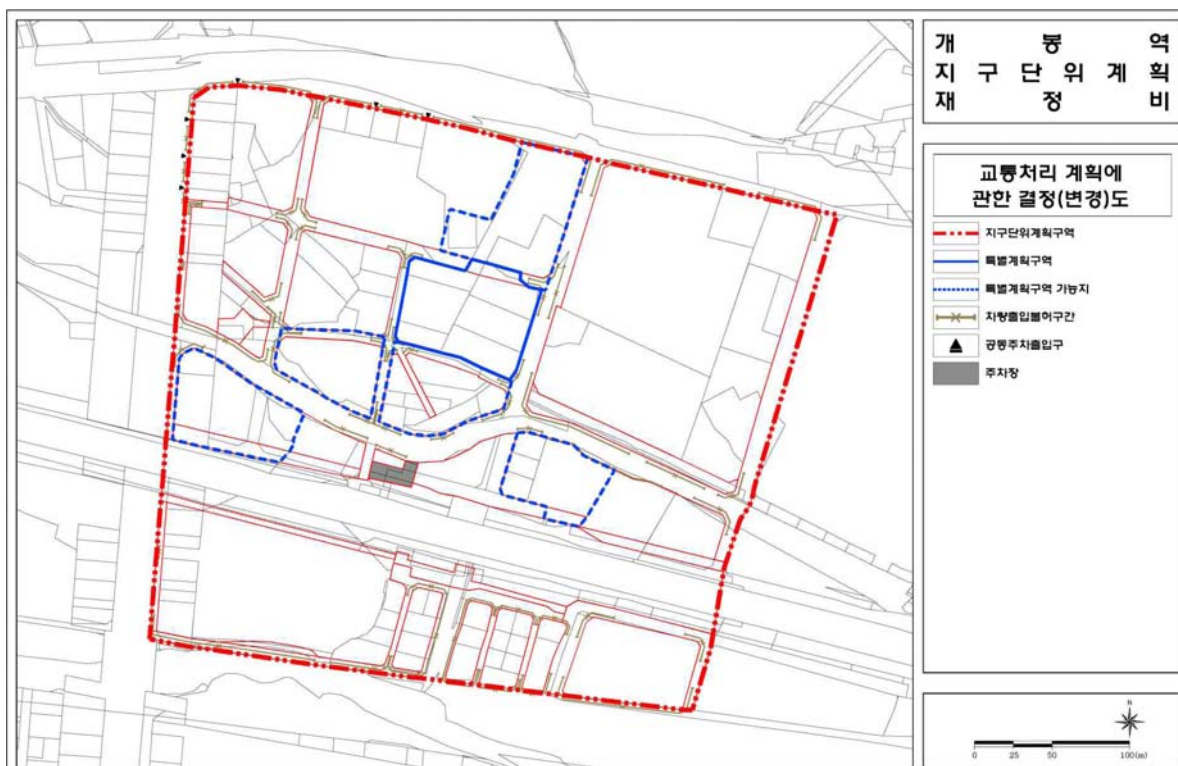 개 봉 역
지 구 단 위 계 획
재 정 비
교통처리 계획에
관한 결정(변경)도
지구단위계획구역
특별계획구역
특별계획구역 가능지
차량출입불허구간
공동주차출입구
주차장
N
0 25 50 100(m)